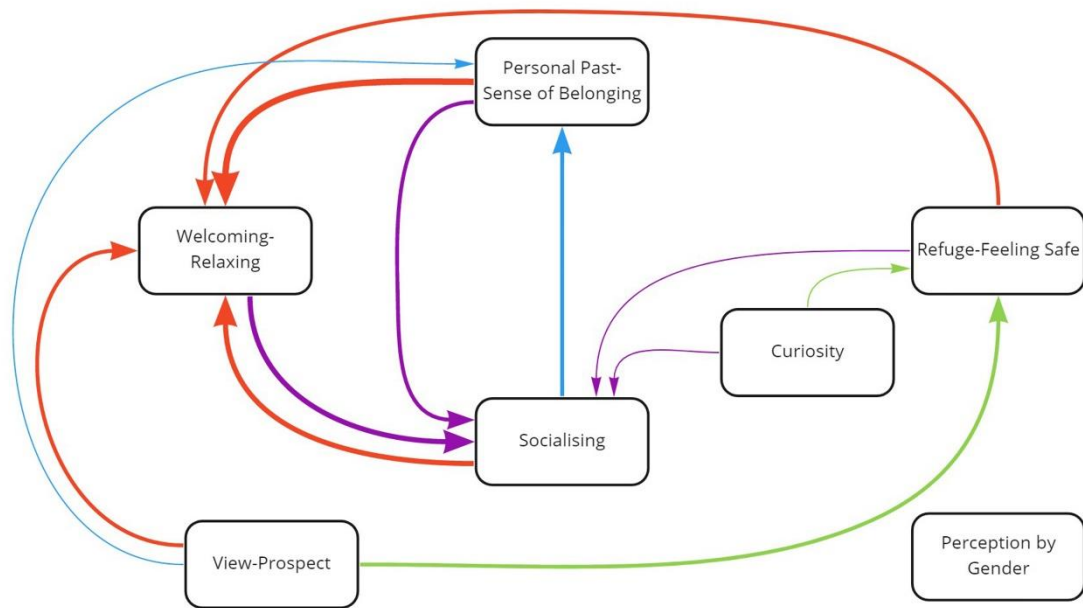 Personal Past-
Sense of Belonging
Welcoming-
Relaxing
Refuge-Feeling Safe
Curiosity
Socialising
View-Prospect
Perception by
Gender